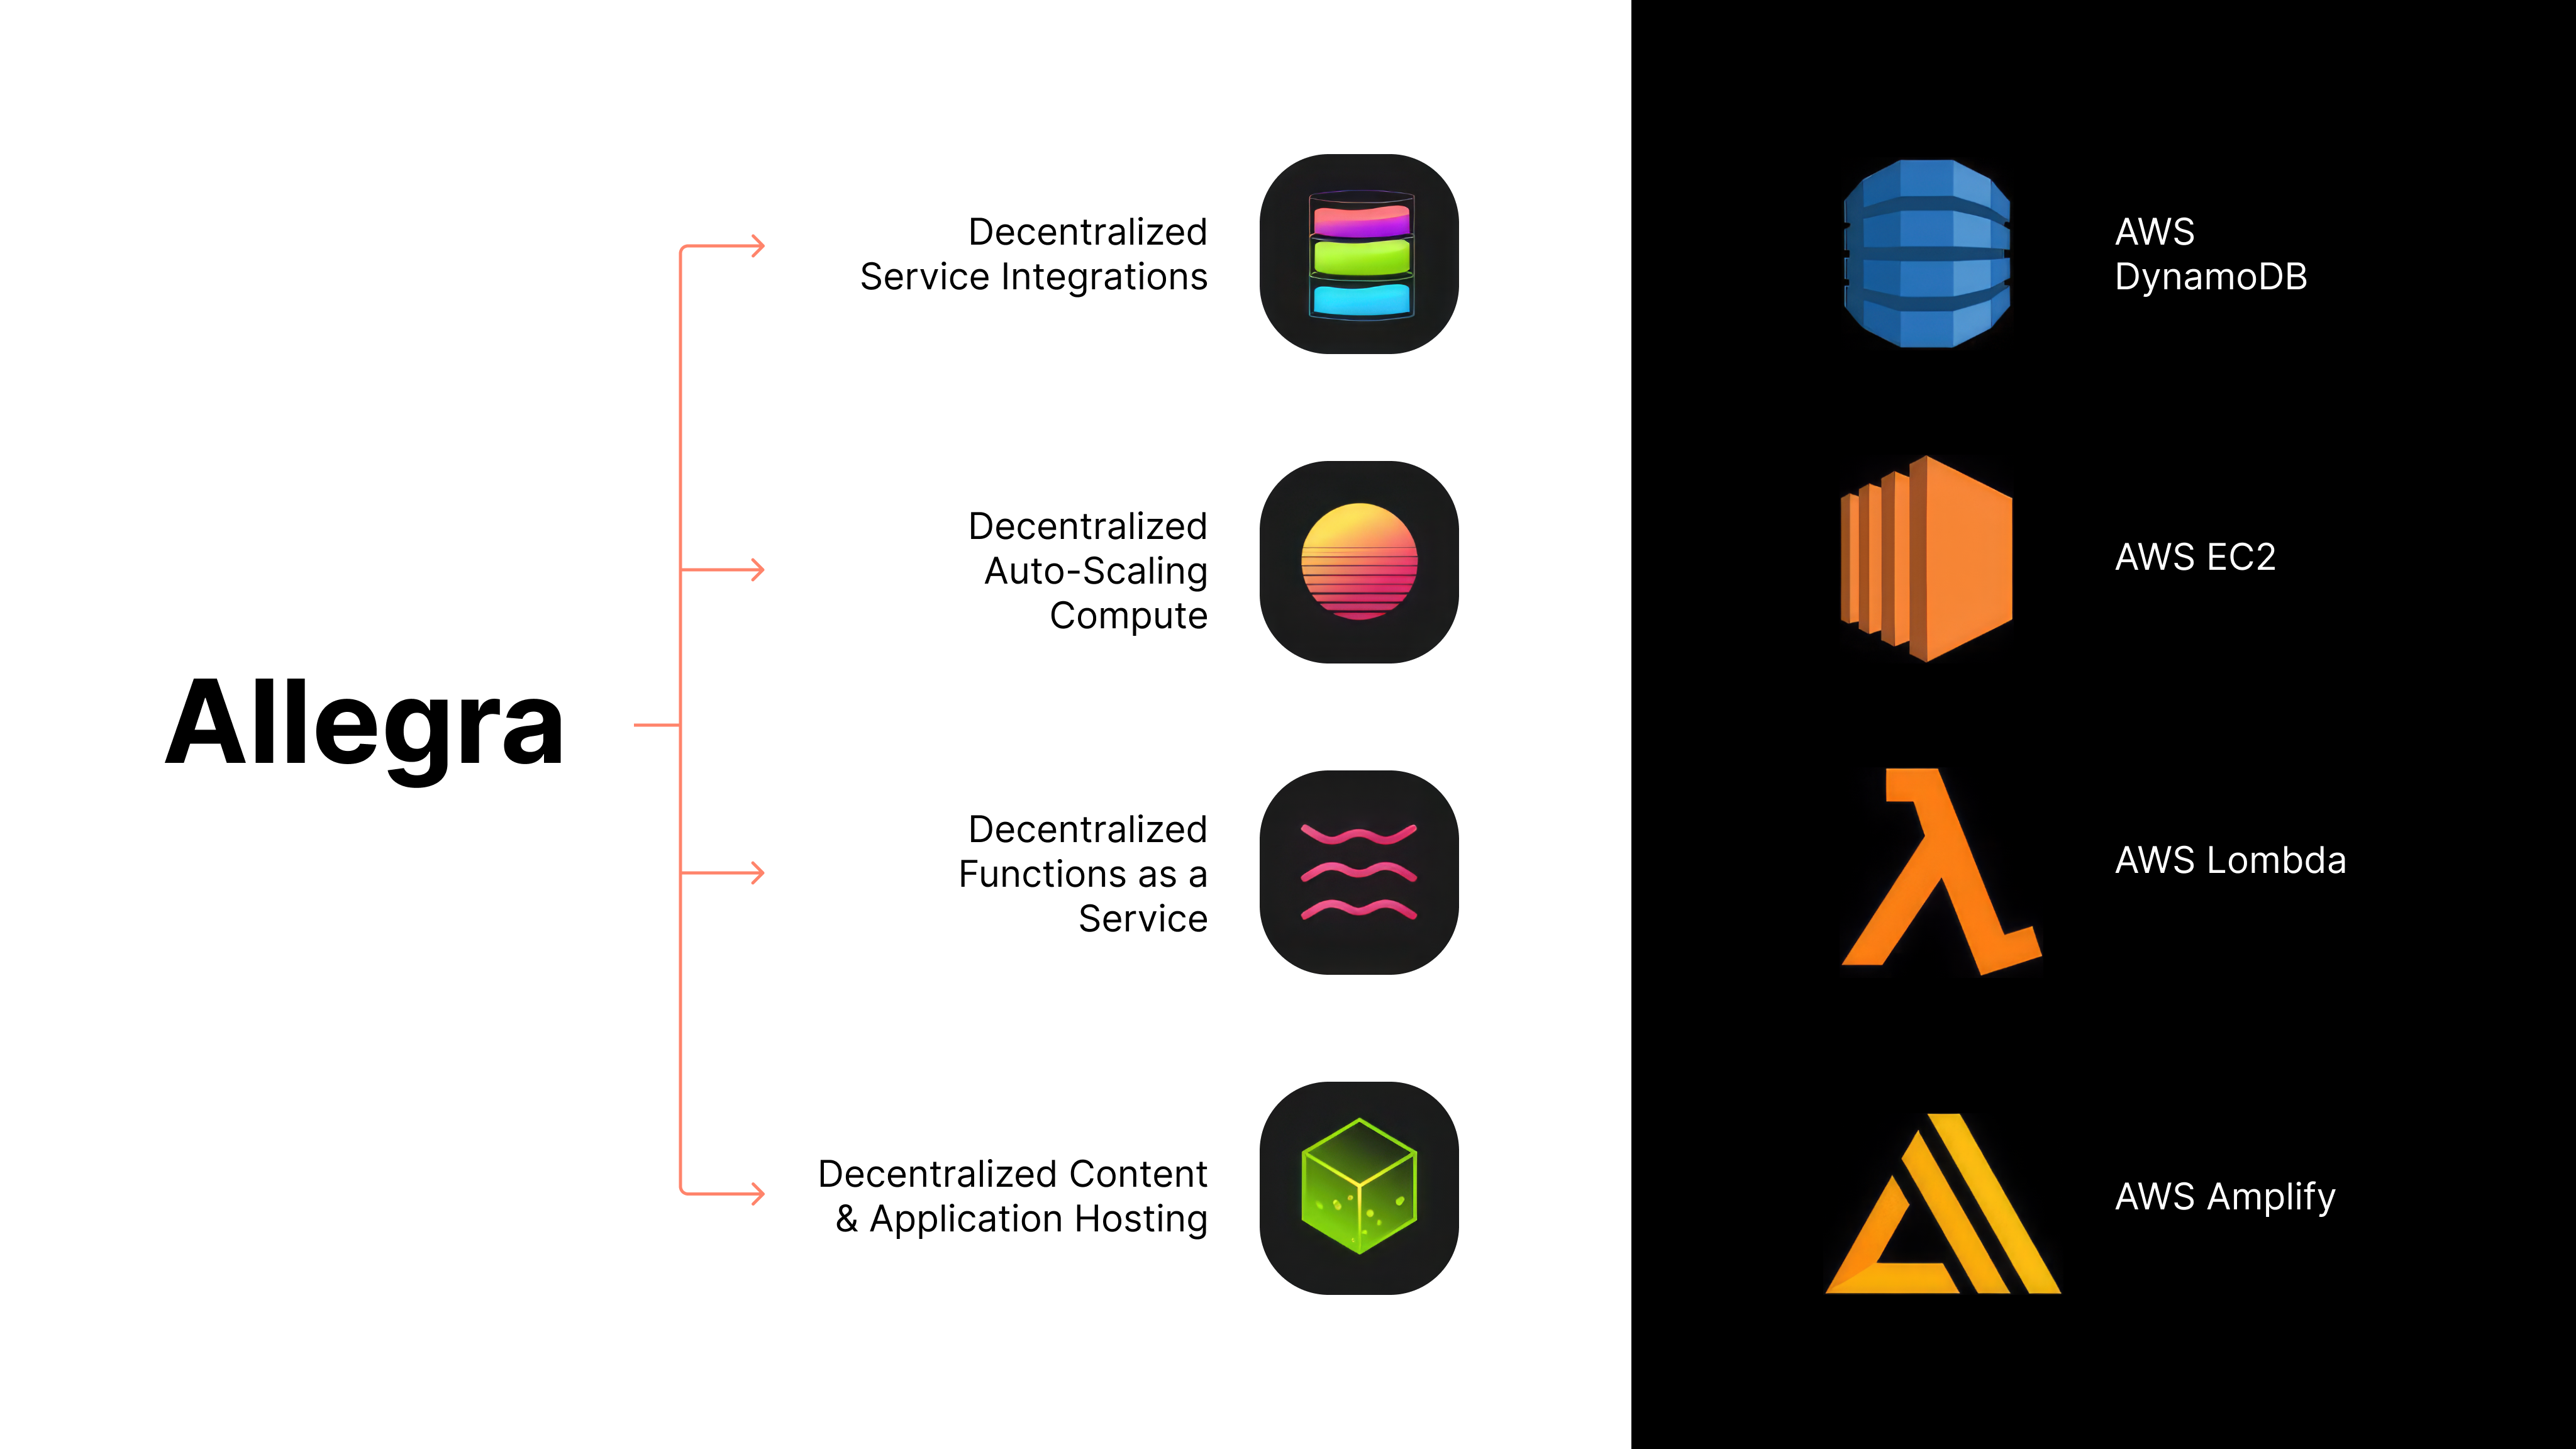 Allegra
Decentralized
Service Integrations
Decentralized
Auto-Scaling
Compute
Decentralized
Functions as a
Service
Decentralized Content
& Application Hosting
AWS
DynamoDB
AWS EC2
AWS Lombda
AWS Amplify